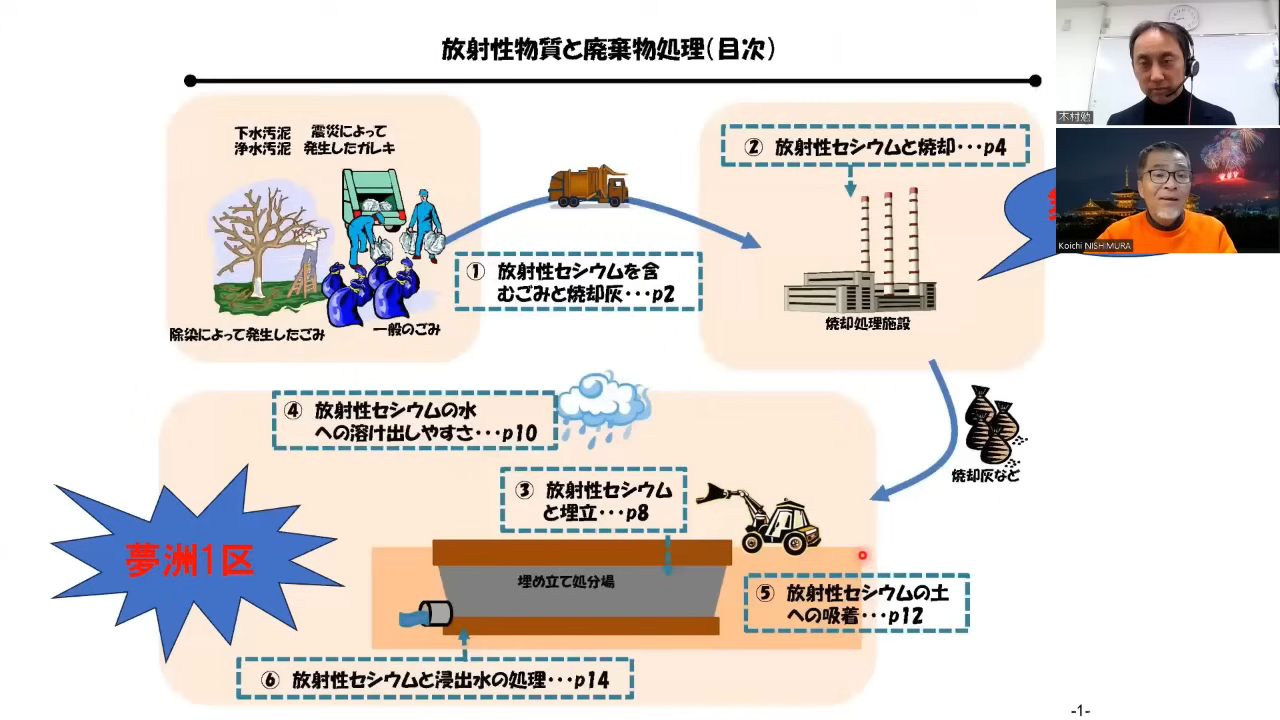 放射性物質と廃棄物処理(目次)
下水汚泥 震災によって
浄水汚泥 発生したガレキ
除染によって発生したごみ
一般のごみ
① 放射性セシウムを含
むごみと焼却灰・・・p2
② 放射性セシウムと焼却・・・p4
焼却処理施設
木村勉
Koichi NISHIMURA
焼却灰など
④ 放射性セシウムの水
への溶け出しやすさ・・・p10
③ 放射性セシウム
と埋立・・・p8
夢洲1区
埋め立て処分場
⑤ 放射性セシウムの土
への吸着・・・p12
⑥ 放射性セシウムと浸出水の処理・・・p14
-1-